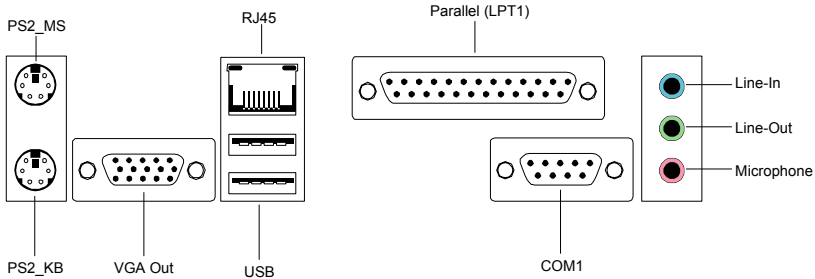 Parallel (LPT1)
RJ45
PS2_MS
Line-In
Line-Out
Microphone
PS2_KB
VGA Out
USB
COM1